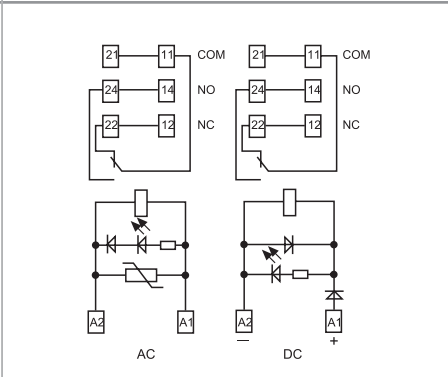 21 11 COM 21 11 COM
24 14 NO 24 14 NO
22 12 NC 22 12 NC
A2 A1 A2 A1
— +
AC DC